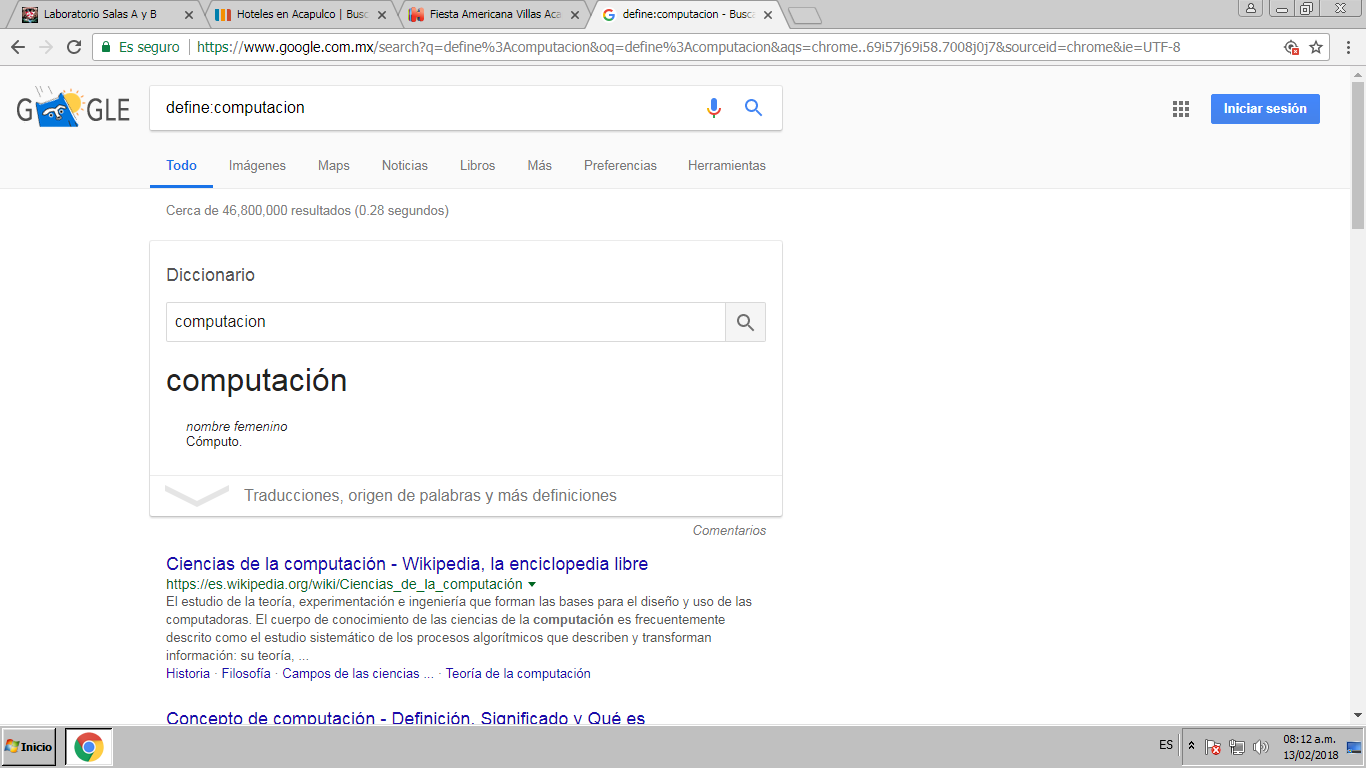 Laboratorio Salas A y B
Hoteles en Acapulco | Busc
Fiesta Americana Villas Aca
define:computacion - Busca
Es seguro
https://www.google.com.mx/search?q=define%3Acomputacion&oq=define%3Acomputacion&aqs=chrome..69i57j69i58.7008j0j7&sourceid=chrome&ie=UTF-8
G GLE
define:computacion
Iniciar sesión
Todo Imágenes Maps Noticias Libros Más Preferencias Herramientas
Cerca de 46,800,000 resultados (0.28 segundos)
Diccionario
computacion
computación
nombre femenino
Cómputo.
Traducciones, origen de palabras y más definiciones
Comentarios
Ciencias de la computación - Wikipedia, la enciclopedia libre
https://es.wikipedia.org/wiki/Ciencias_de_la_computación
El estudio de la teoría, experimentación e ingeniería que forman las bases para el diseño y uso de las
computadoras. El cuerpo de conocimiento de las ciencias de la computación es frecuentemente
descrito como el estudio sistemático de los procesos algorítmicos que describen y transforman
información: su teoría, ...
Historia · Filosofía · Campos de las ciencias ... · Teoría de la computación
Concepto de computación - Definición, Significado y Qué es
Inicio
ES
08:12 a.m.
13/02/2018